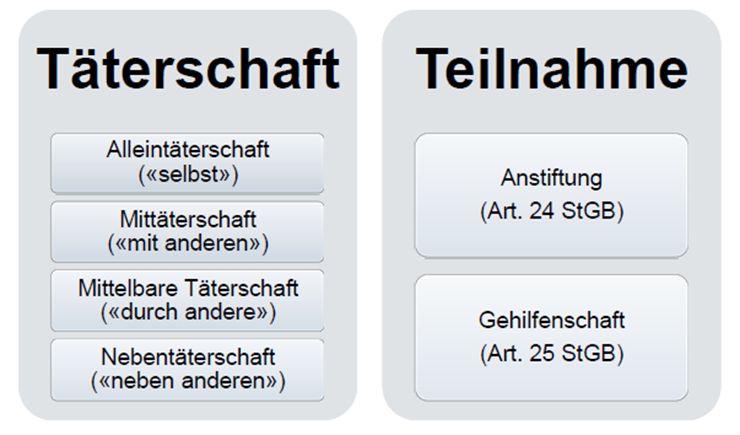 Täterschaft
Alleintäterschaft
(«selbst»)
Mittäterschaft
(«mit anderen»)
Mittelbare Täterschaft
(«durch andere»)
Nebentäterschaft
(«neben anderen»)
Teilnahme
Anstiftung
(Art. 24 StGB)
Gehilfenschaft
(Art. 25 StGB)